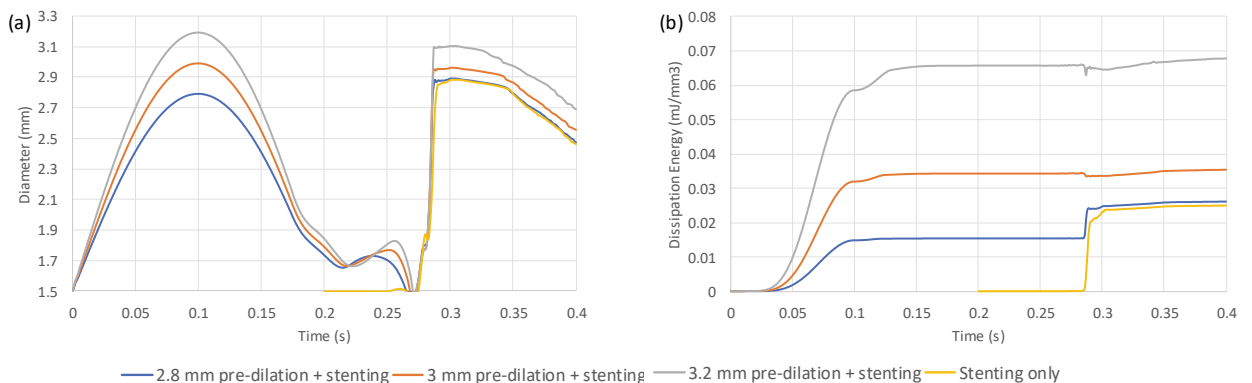 (a)
3.3
3.1
2.9
2.7
2.5
2.3
2.1
1.9
1.7
1.5
Diameter (mm)
0 0.05 0.1 0.15 0.2 0.25 0.3 0.35 0.4
Time (s)
(b)
0.08
0.07
0.06
0.05
0.04
0.03
0.02
0.01
0
Dissipation Energy (mJ/mm3)
0 0.05 0.1 0.15 0.2 0.25 0.3 0.35 0.4
Time (s)
2.8 mm pre-dilation + stenting 3 mm pre-dilation + stenting 3.2 mm pre-dilation + stenting Stenting only